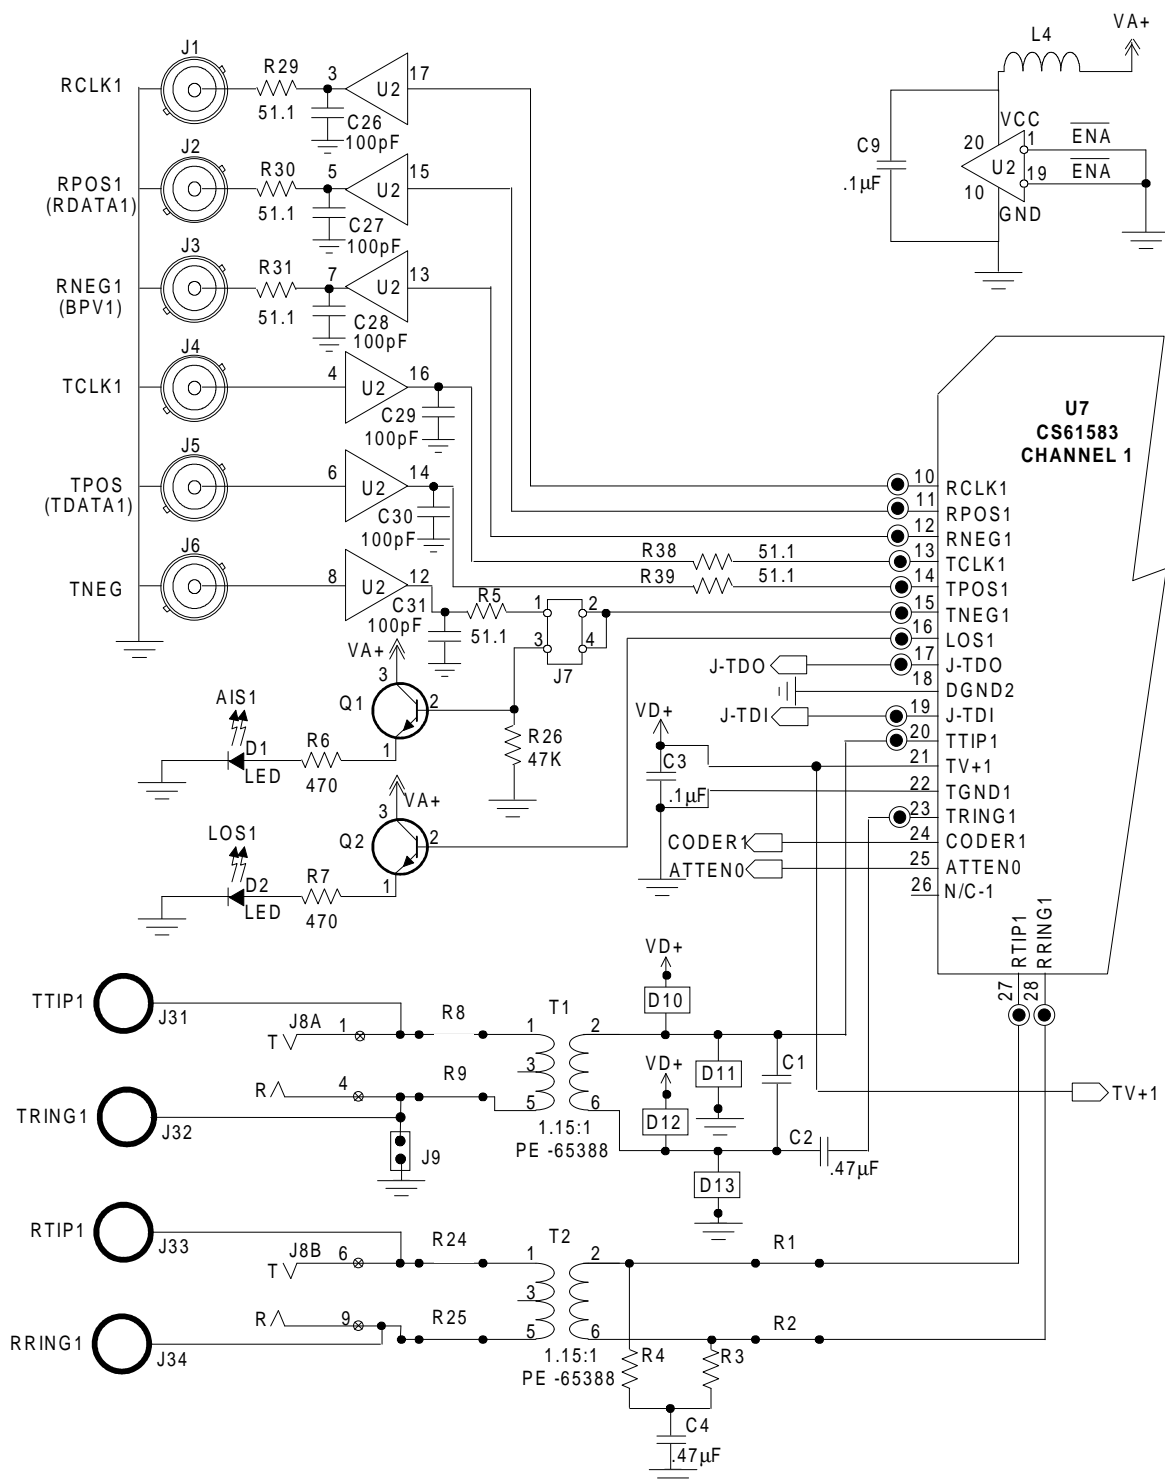 J1
RCLK1
R29
51.1
3
U2
17
C26
100pF
J2
RPOS1
(RDATA1)
R30
51.1
5
U2
15
C27
100pF
J3
RNEG1
(BPV1)
R31
51.1
7
U2
13
C28
100pF
J4
TCLK1
4
U2
16
C29
100pF
J5
TPOS
(TDATA1)
6
U2
14
C30
100pF
J6
TNEG
8
U2
12
C31
100pF
R5
51.1
1
2
3
4
J7
R38
51.1
R39
51.1
L4
VA+
C9
.1µF
VCC
20
1
ENA
U2
19
ENA
10
GND
U7
CS61583
CHANNEL 1
10
RCLK1
11
RPOS1
12
RNEG1
13
TCLK1
14
TPOS1
15
TNEG1
16
LOS1
17
J-TDO
18
DGND2
19
J-TDI
20
TTIP1
21
TV+1
22
TGND1
23
TRING1
24
CODER1
25
ATTEN0
26
N/C-1
RTIP1
RRING1
27
28
J-TDO
J-TDI
VD+
C3
.1µF
CODER1
ATTEN0
VA+
3
Q1
2
1
R26
47K
AIS1
D1
LED
R6
470
VA+
3
Q2
2
1
LOS1
D2
LED
R7
470
TTIP1
J31
J8A
T
1
R8
T1
1
2
3
5
6
R
4
R9
TRING1
J32
J9
1.15:1
PE -65388
VD+
D10
D11
VD+
D12
D13
C1
C2
.47µF
TV+1
RTIP1
J33
J8B
T
6
R24
T2
1
2
3
5
6
R
9
R25
RRING1
J34
1.15:1
PE -65388
R1
R2
R4
R3
C4
.47µF